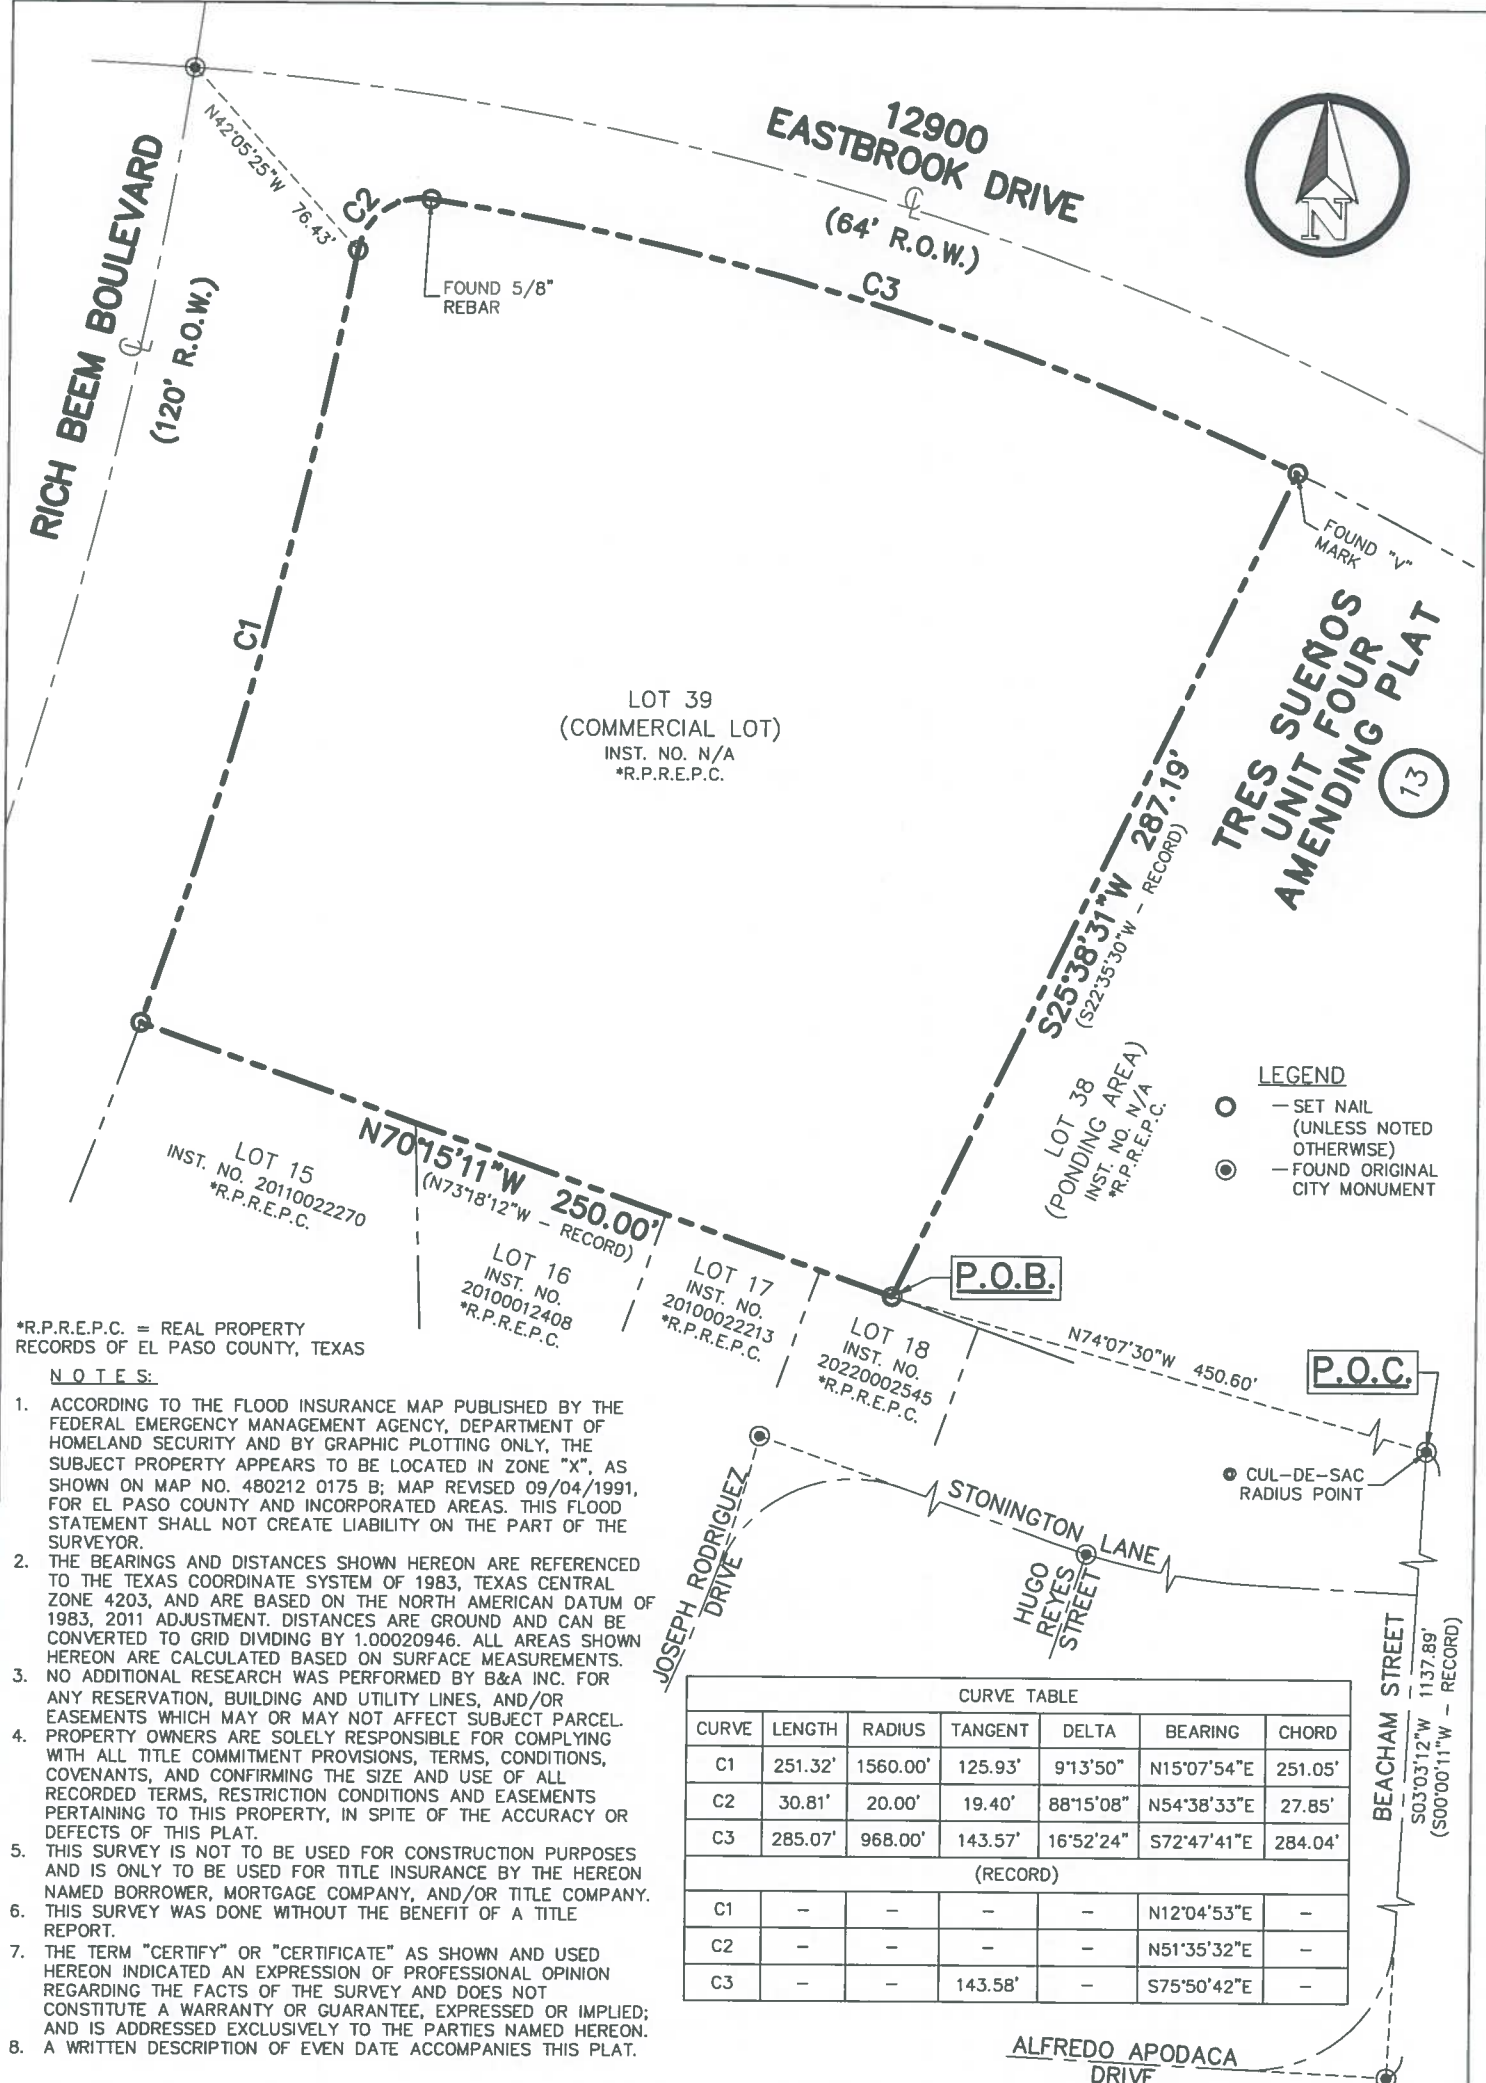 12900
EASTBROOK DRIVE
℄
(64' R.O.W.)
N
N42°05'25"W 76.43'
RICH BEEM BOULEVARD
℄
(120' R.O.W.)
C2
FOUND 5/8"
REBAR
C3
FOUND "V"
MARK
C1
TRES SUEÑOS
UNIT FOUR
AMENDING PLAT
13
LOT 39
(COMMERCIAL LOT)
INST. NO. N/A
*R.P.R.E.P.C.
S25°38'31"W 287.19'
(S22°35'30"W - RECORD)
LOT 38
(PONDING AREA)
INST. NO. N/A
*R.P.R.E.P.C.
LEGEND
— SET NAIL
(UNLESS NOTED
OTHERWISE)
— FOUND ORIGINAL
CITY MONUMENT
N70°15'11"W 250.00'
(N73°18'12"W - RECORD)
LOT 15
INST. NO. 20110022270
*R.P.R.E.P.C.
LOT 16
INST. NO.
20100012408
*R.P.R.E.P.C.
LOT 17
INST. NO.
20100022213
*R.P.R.E.P.C.
LOT 18
INST. NO.
20220002545
*R.P.R.E.P.C.
P.O.B.
N74°07'30"W 450.60'
P.O.C.
CUL-DE-SAC
RADIUS POINT
STONINGTON LANE
JOSEPH RODRIGUEZ
DRIVE
HUGO
REYES
STREET
BEACHAM STREET
S03°03'12"W 1137.89'
(S00°00'11"W - RECORD)
*R.P.R.E.P.C. = REAL PROPERTY
RECORDS OF EL PASO COUNTY, TEXAS
N O T E S:
1. ACCORDING TO THE FLOOD INSURANCE MAP PUBLISHED BY THE
FEDERAL EMERGENCY MANAGEMENT AGENCY, DEPARTMENT OF
HOMELAND SECURITY AND BY GRAPHIC PLOTTING ONLY, THE
SUBJECT PROPERTY APPEARS TO BE LOCATED IN ZONE "X", AS
SHOWN ON MAP NO. 480212 0175 B; MAP REVISED 09/04/1991,
FOR EL PASO COUNTY AND INCORPORATED AREAS. THIS FLOOD
STATEMENT SHALL NOT CREATE LIABILITY ON THE PART OF THE
SURVEYOR.
2. THE BEARINGS AND DISTANCES SHOWN HEREON ARE REFERENCED
TO THE TEXAS COORDINATE SYSTEM OF 1983, TEXAS CENTRAL
ZONE 4203, AND ARE BASED ON THE NORTH AMERICAN DATUM OF
1983, 2011 ADJUSTMENT. DISTANCES ARE GROUND AND CAN BE
CONVERTED TO GRID DIVIDING BY 1.00020946. ALL AREAS SHOWN
HEREON ARE CALCULATED BASED ON SURFACE MEASUREMENTS.
3. NO ADDITIONAL RESEARCH WAS PERFORMED BY B&A INC. FOR
ANY RESERVATION, BUILDING AND UTILITY LINES, AND/OR
EASEMENTS WHICH MAY OR MAY NOT AFFECT SUBJECT PARCEL.
4. PROPERTY OWNERS ARE SOLELY RESPONSIBLE FOR COMPLYING
WITH ALL TITLE COMMITMENT PROVISIONS, TERMS, CONDITIONS,
COVENANTS, AND CONFIRMING THE SIZE AND USE OF ALL
RECORDED TERMS, RESTRICTION CONDITIONS AND EASEMENTS
PERTAINING TO THIS PROPERTY, IN SPITE OF THE ACCURACY OR
DEFECTS OF THIS PLAT.
5. THIS SURVEY IS NOT TO BE USED FOR CONSTRUCTION PURPOSES
AND IS ONLY TO BE USED FOR TITLE INSURANCE BY THE HEREON
NAMED BORROWER, MORTGAGE COMPANY, AND/OR TITLE COMPANY.
6. THIS SURVEY WAS DONE WITHOUT THE BENEFIT OF A TITLE
REPORT.
7. THE TERM "CERTIFY" OR "CERTIFICATE" AS SHOWN AND USED
HEREON INDICATED AN EXPRESSION OF PROFESSIONAL OPINION
REGARDING THE FACTS OF THE SURVEY AND DOES NOT
CONSTITUTE A WARRANTY OR GUARANTEE, EXPRESSED OR IMPLIED;
AND IS ADDRESSED EXCLUSIVELY TO THE PARTIES NAMED HEREON.
8. A WRITTEN DESCRIPTION OF EVEN DATE ACCOMPANIES THIS PLAT.
CURVE TABLE
CURVE LENGTH RADIUS TANGENT DELTA BEARING CHORD
C1 251.32' 1560.00' 125.93' 9°13'50" N15°07'54"E 251.05'
C2 30.81' 20.00' 19.40' 88°15'08" N54°38'33"E 27.85'
C3 285.07' 968.00' 143.57' 16°52'24" S72°47'41"E 284.04'
(RECORD)
C1 - - - - N12°04'53"E -
C2 - - - - N51°35'32"E -
C3 - - 143.58' - S75°50'42"E -
ALFREDO APODACA
DRIVE